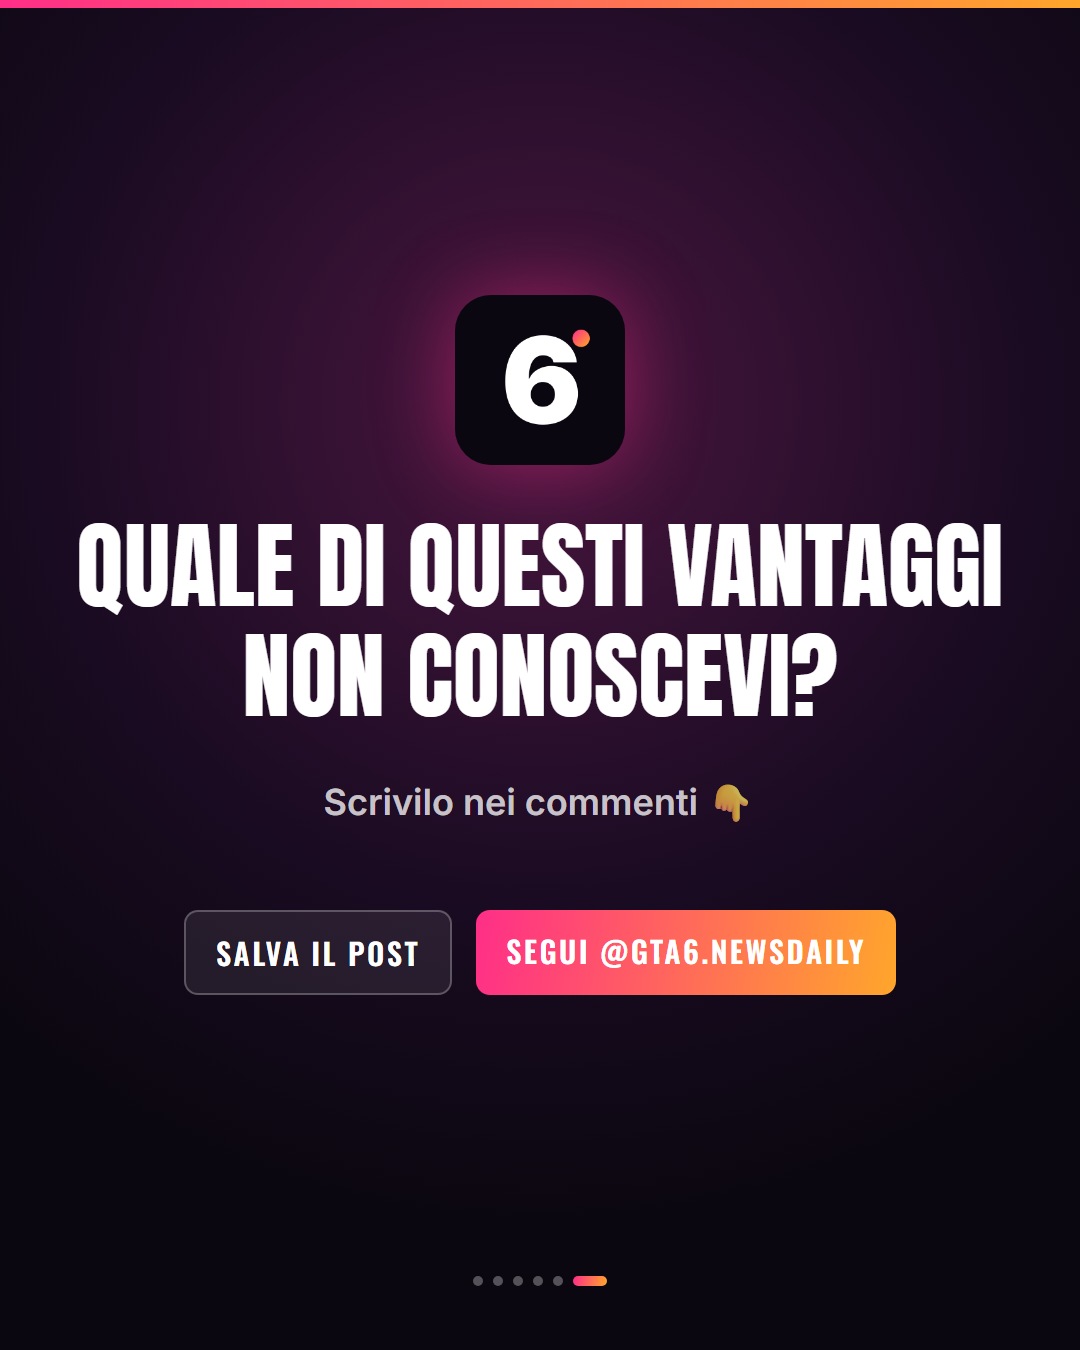 6
QUALE DI QUESTI VANTAGGI
NON CONOSCEVI?
Scrivilo nei commenti 👇
SALVA IL POST
SEGUI @GTA6.NEWSDAILY